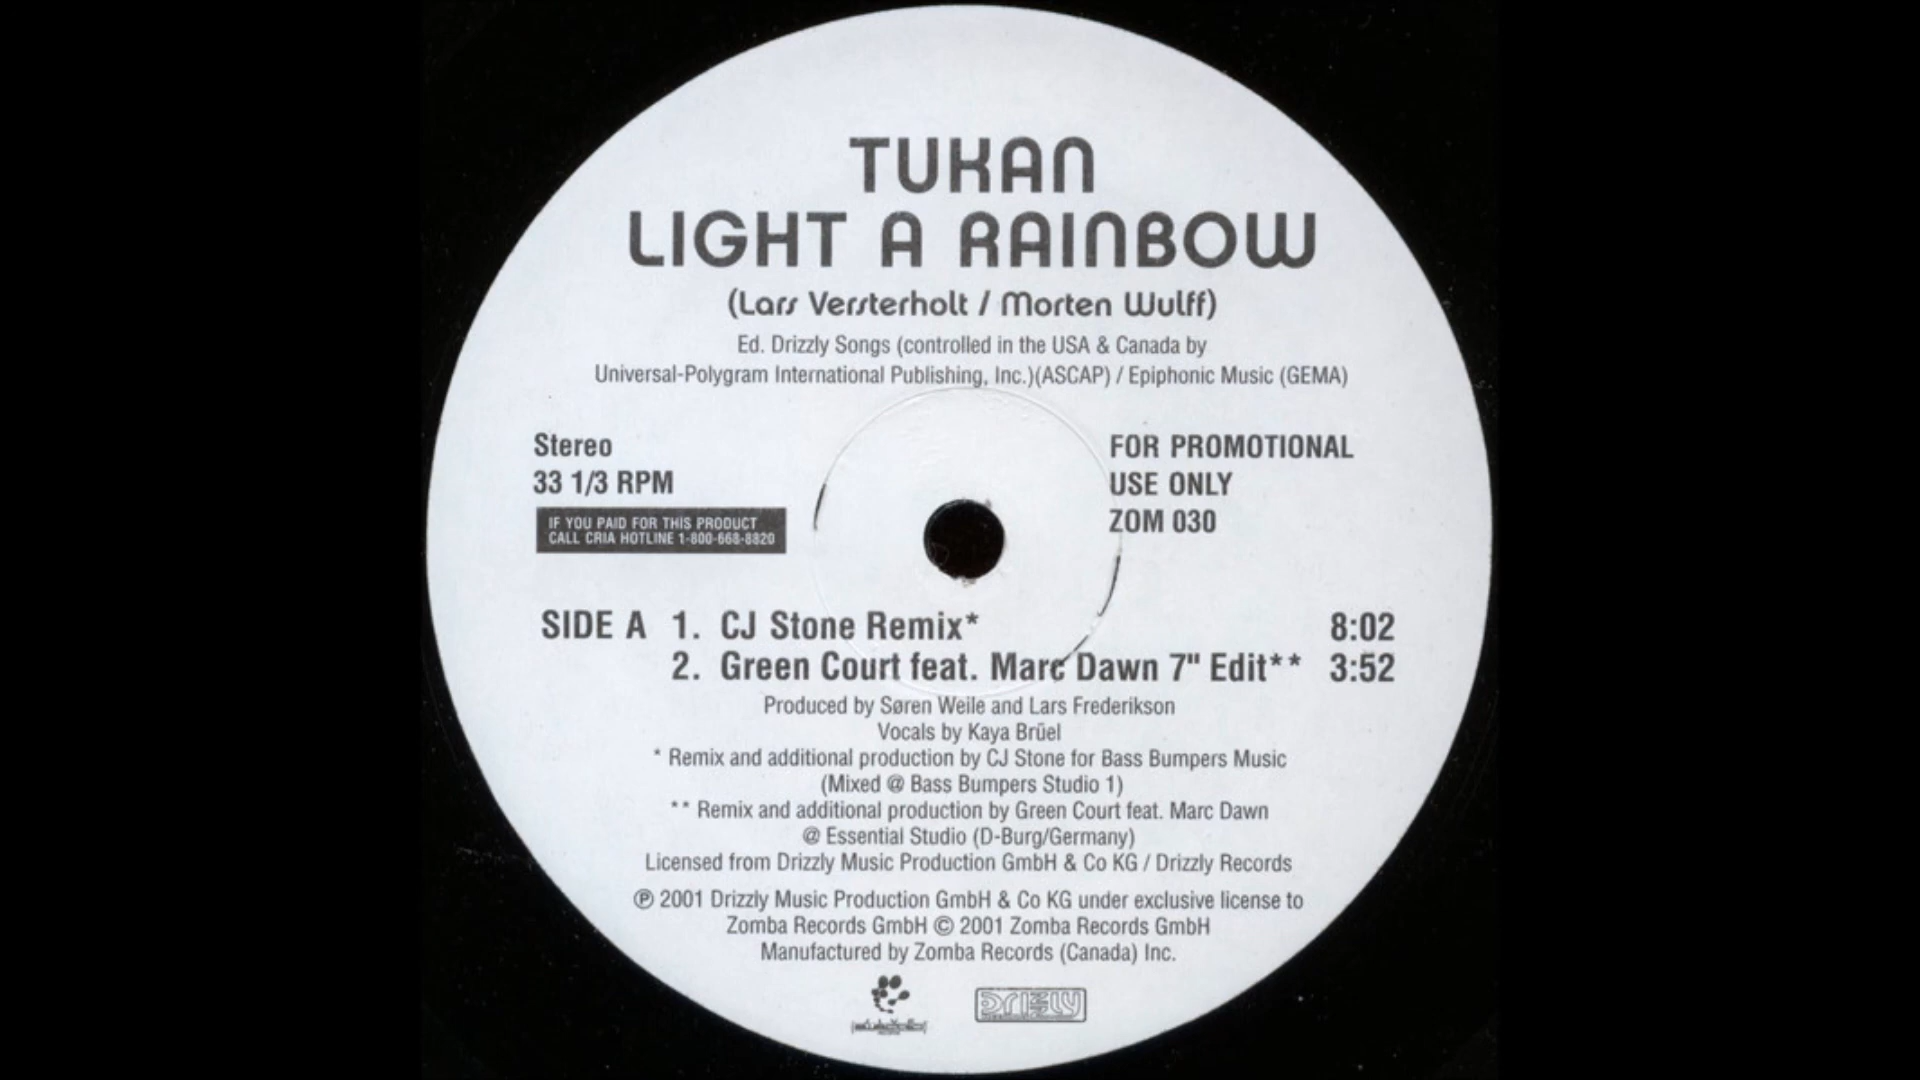 TUKAN
LIGHT A RAINBOW
(Lars Versterholt / Morten Wulff)
Ed. Drizzly Songs (controlled in the USA & Canada by
Universal-Polygram International Publishing, Inc.)(ASCAP) / Epiphonic Music (GEMA)
Stereo
33 1/3 RPM
IF YOU PAID FOR THIS PRODUCT
CALL CRIA HOTLINE 1-800-668-8820
FOR PROMOTIONAL
USE ONLY
ZOM 030
SIDE A 1. CJ Stone Remix* 8:02
2. Green Court feat. Marc Dawn 7" Edit** 3:52
Produced by Søren Weile and Lars Frederikson
Vocals by Kaya Brüel
* Remix and additional production by CJ Stone for Bass Bumpers Music
(Mixed @ Bass Bumpers Studio 1)
** Remix and additional production by Green Court feat. Marc Dawn
@ Essential Studio (D-Burg/Germany)
Licensed from Drizzly Music Production GmbH & Co KG / Drizzly Records
℗ 2001 Drizzly Music Production GmbH & Co KG under exclusive license to
Zomba Records GmbH © 2001 Zomba Records GmbH
Manufactured by Zomba Records (Canada) Inc.
DRIZZLY